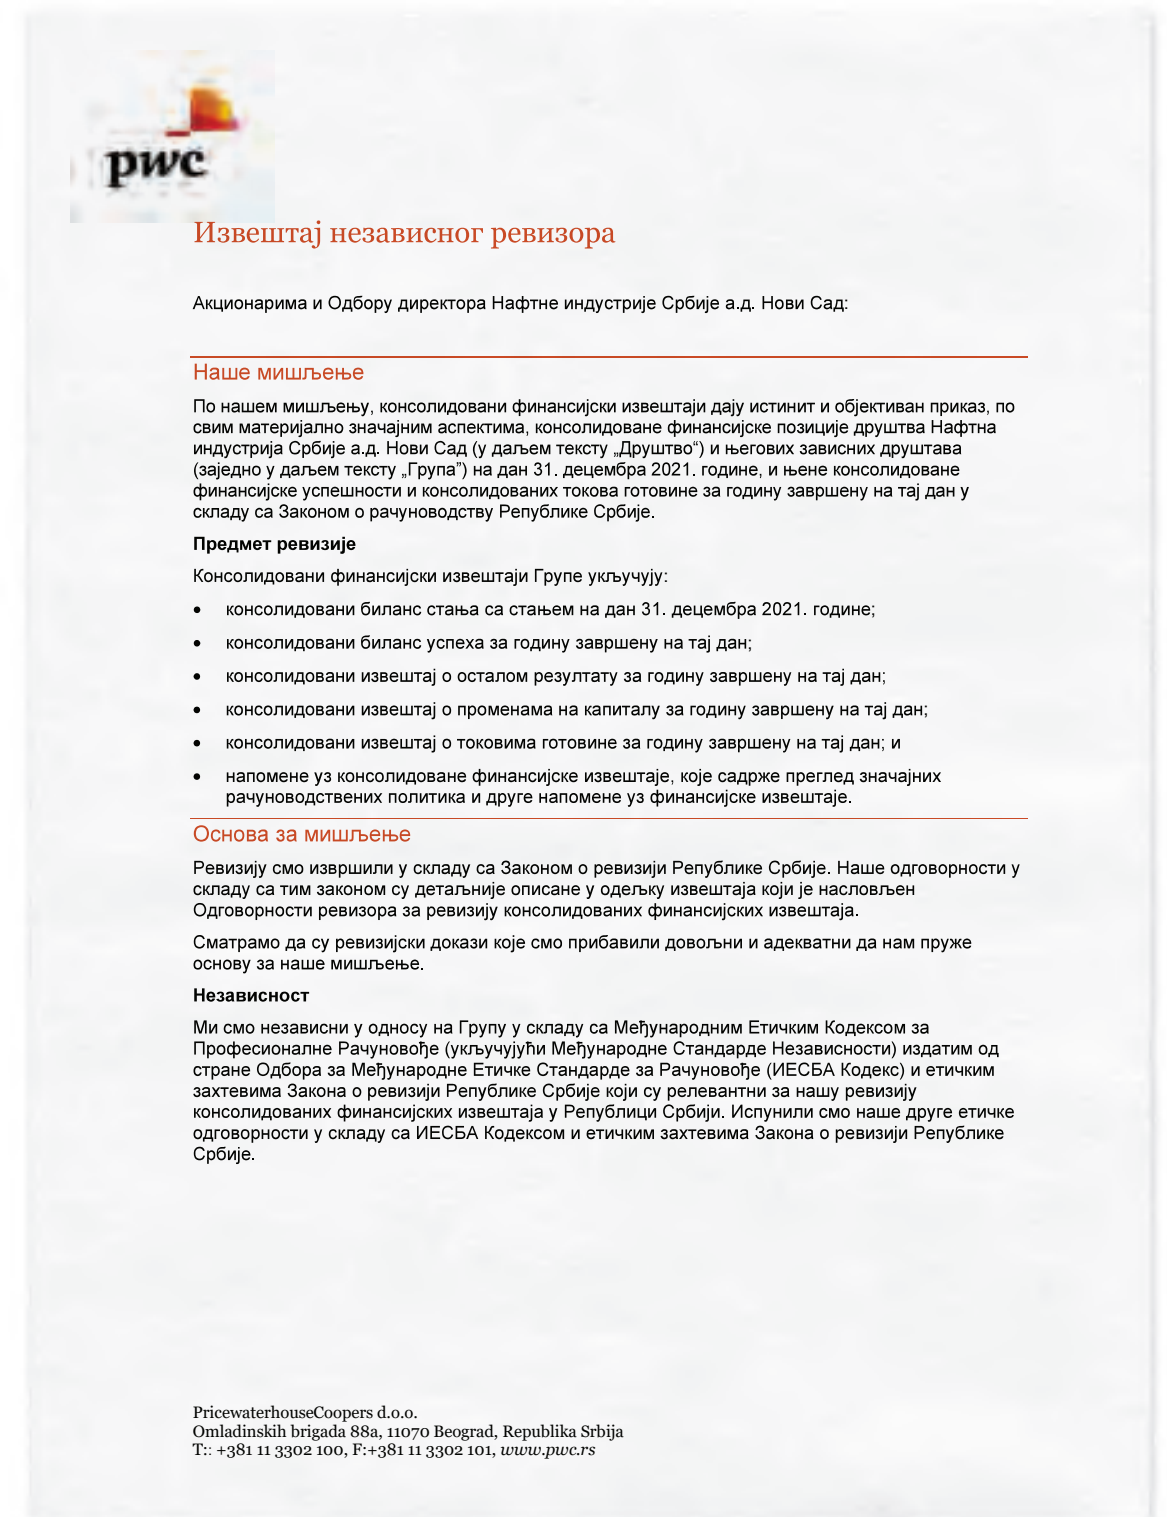 pwc
Извештај независног ревизора
Акционарима и Одбору директора Нафтне индустрије Србије а.д. Нови Сад:
Наше мишљење
По нашем мишљењу, консолидовани финансијски извештаји дају истинит и објективан приказ, по
свим материјално значајним аспектима, консолидоване финансијске позиције друштва Нафтна
индустрија Србије а.д. Нови Сад (у даљем тексту „Друштво“) и његових зависних друштава
(заједно у даљем тексту „Група”) на дан 31. децембра 2021. године, и њене консолидоване
финансијске успешности и консолидованих токова готовине за годину завршену на тај дан у
складу са Законом о рачуноводству Републике Србије.
Предмет ревизије
Консолидовани финансијски извештаји Групе укључују:
• консолидовани биланс стања са стањем на дан 31. децембра 2021. године;
• консолидовани биланс успеха за годину завршену на тај дан;
• консолидовани извештај о осталом резултату за годину завршену на тај дан;
• консолидовани извештај о променама на капиталу за годину завршену на тај дан;
• консолидовани извештај о токовима готовине за годину завршену на тај дан; и
• напомене уз консолидоване финансијске извештаје, које садрже преглед значајних
рачуноводствених политика и друге напомене уз финансијске извештаје.
Основа за мишљење
Ревизију смо извршили у складу са Законом о ревизији Републике Србије. Наше одговорности у
складу са тим законом су детаљније описане у одељку извештаја који је насловљен
Одговорности ревизора за ревизију консолидованих финансијских извештаја.
Сматрамо да су ревизијски докази које смо прибавили довољни и адекватни да нам пруже
основу за наше мишљење.
Независност
Ми смо независни у односу на Групу у складу са Међународним Етичким Кодексом за
Професионалне Рачуновође (укључујући Међународне Стандарде Независности) издатим од
стране Одбора за Међународне Етичке Стандарде за Рачуновође (ИЕСБА Кодекс) и етичким
захтевима Закона о ревизији Републике Србије који су релевантни за нашу ревизију
консолидованих финансијских извештаја у Републици Србији. Испунили смо наше друге етичке
одговорности у складу са ИЕСБА Кодексом и етичким захтевима Закона о ревизији Републике
Србије.
PricewaterhouseCoopers d.o.o.
Omladinskih brigada 88a, 11070 Beograd, Republika Srbija
T:: +381 11 3302 100, F:+381 11 3302 101, www.pwc.rs